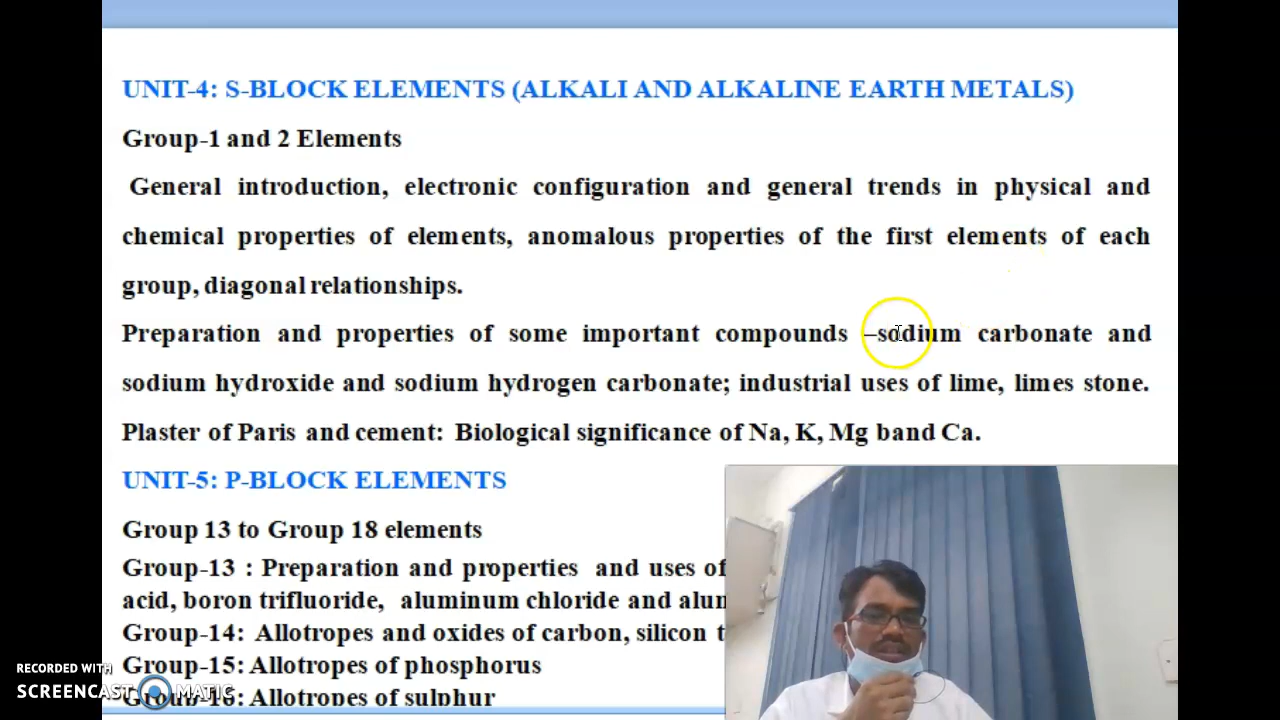 UNIT-4: S-BLOCK ELEMENTS (ALKALI AND ALKALINE EARTH METALS)
Group-1 and 2 Elements
General introduction, electronic configuration and general trends in physical and
chemical properties of elements, anomalous properties of the first elements of each
group, diagonal relationships.
Preparation and properties of some important compounds –sodium carbonate and
sodium hydroxide and sodium hydrogen carbonate; industrial uses of lime, limes stone.
Plaster of Paris and cement: Biological significance of Na, K, Mg band Ca.
UNIT-5: P-BLOCK ELEMENTS
Group 13 to Group 18 elements
Group-13 : Preparation and properties and uses of
acid, boron trifluoride, aluminum chloride and
Group-14: Allotropes and oxides of carbon, silicon
Group-15: Allotropes of phosphorus
Group-16: Allotropes of sulphur
RECORDED WITH
SCREENCAST MATIC